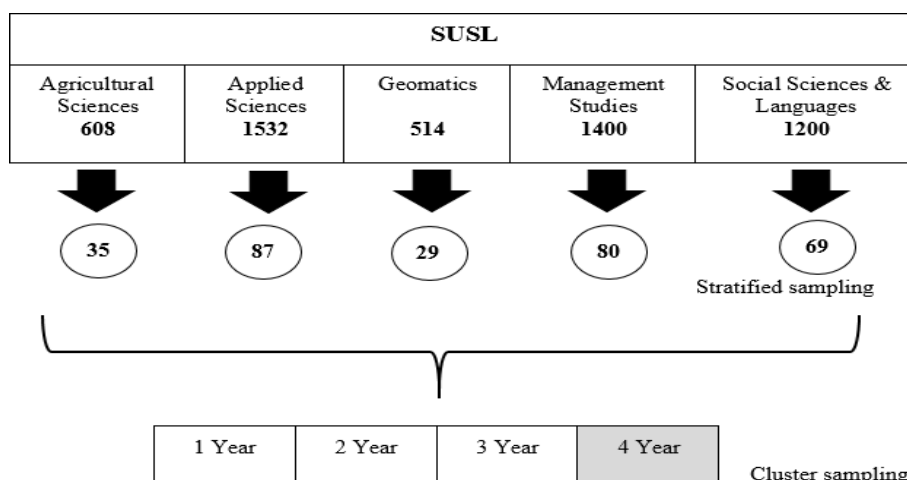 SUSL
Agricultural
Sciences
608
Applied
Sciences
1532
Geomatics
514
Management
Studies
1400
Social Sciences &
Languages
1200
35
87
29
80
69
Stratified sampling
1 Year
2 Year
3 Year
4 Year
Cluster sampling